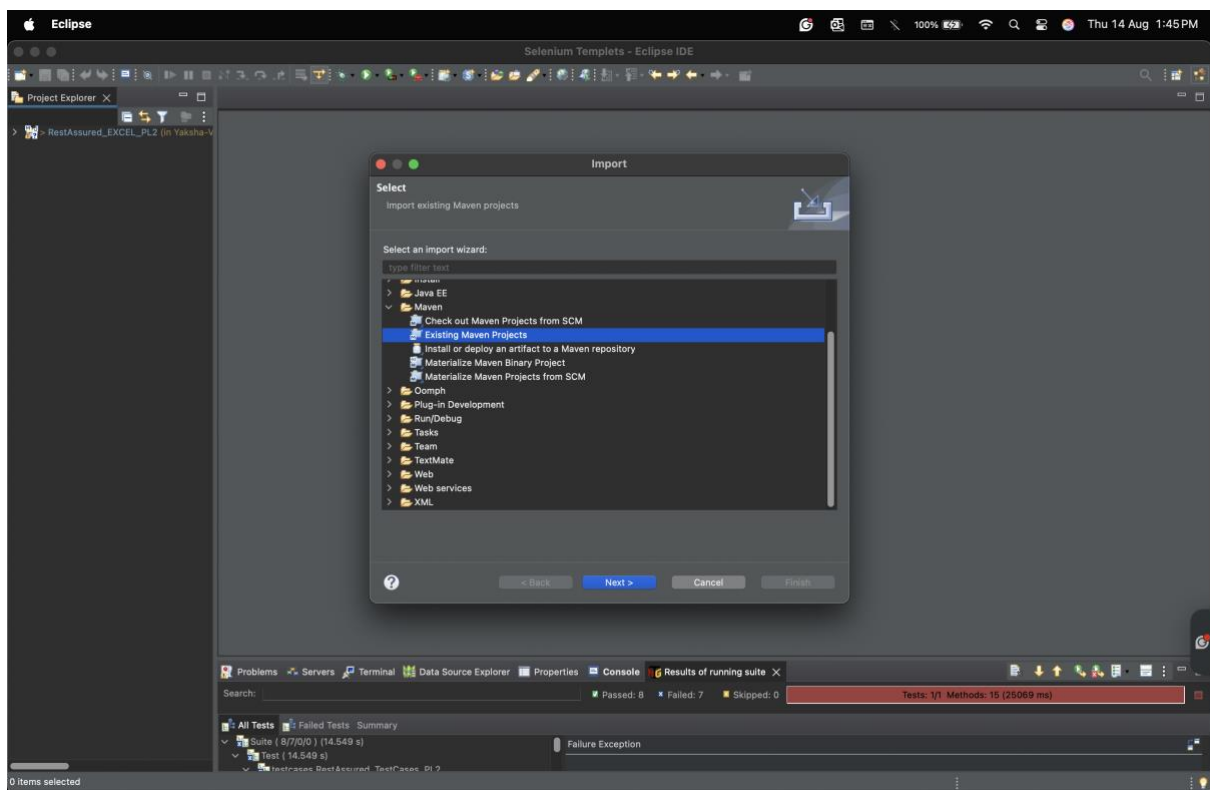 Eclipse
100%
Thu 14 Aug 1:45 PM
Selenium Templets - Eclipse IDE
Project Explorer
> RestAssured_EXCEL_PL2 (in Yaksha-V
Import
Select
Import existing Maven projects
Select an import wizard:
type filter text
Install
Java EE
Maven
Check out Maven Projects from SCM
Existing Maven Projects
Install or deploy an artifact to a Maven repository
Materialize Maven Binary Project
Materialize Maven Projects from SCM
Oomph
Plug-in Development
Run/Debug
Tasks
Team
TextMate
Web
Web services
XML
< Back Next > Cancel Finish
Problems Servers Terminal Data Source Explorer Properties Console Results of running suite
Search: Passed: 8 Failed: 7 Skipped: 0 Tests: 1/1 Methods: 15 (25069 ms)
All Tests Failed Tests Summary
Suite ( 8/7/0/0 ) (14.549 s)
Failure Exception
Test ( 14.549 s)
testcases.RestAssured_TestCases_PL2
0 items selected